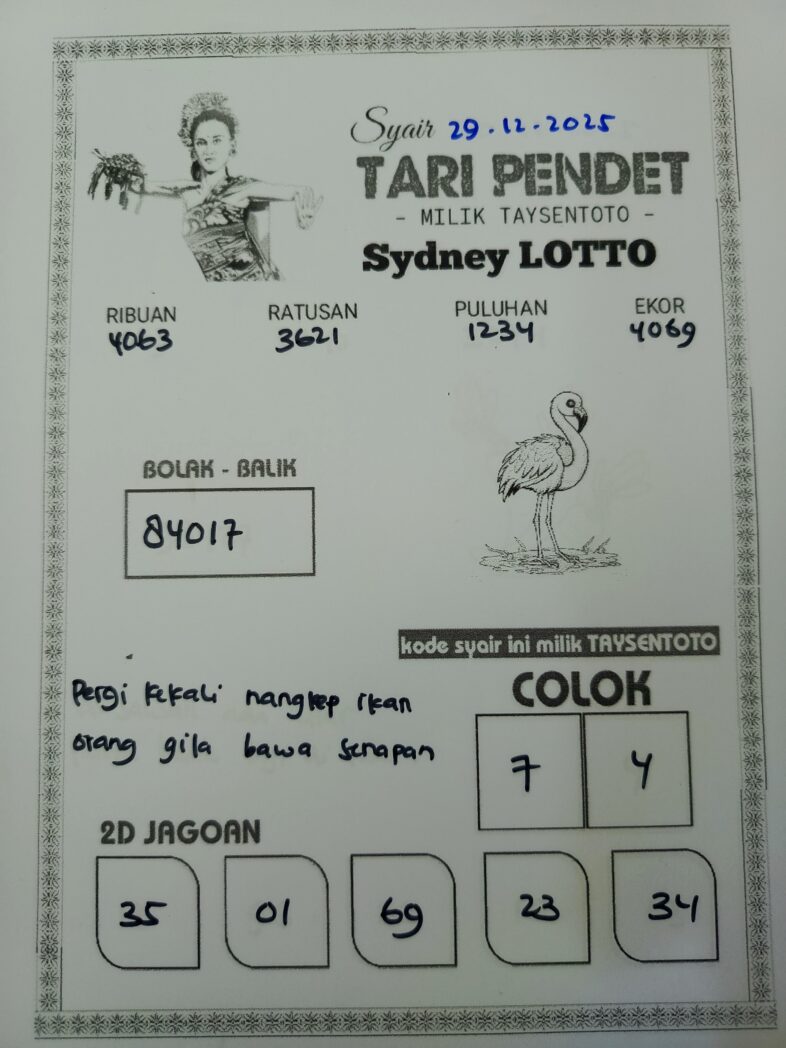 Syair 29.12.2025
TARI PENDET
- MILIK TAYSENTOTO -
Sydney LOTTO
RIBUAN RATUSAN PULUHAN EKOR
4063 3621 1234 4069
BOLAK - BALIK
84017
kode syair ini milik TAYSENTOTO
Pergi kekali nangkep ikan
orang gila bawa senapan
COLOK
7 4
2D JAGOAN
35 01 69 23 34